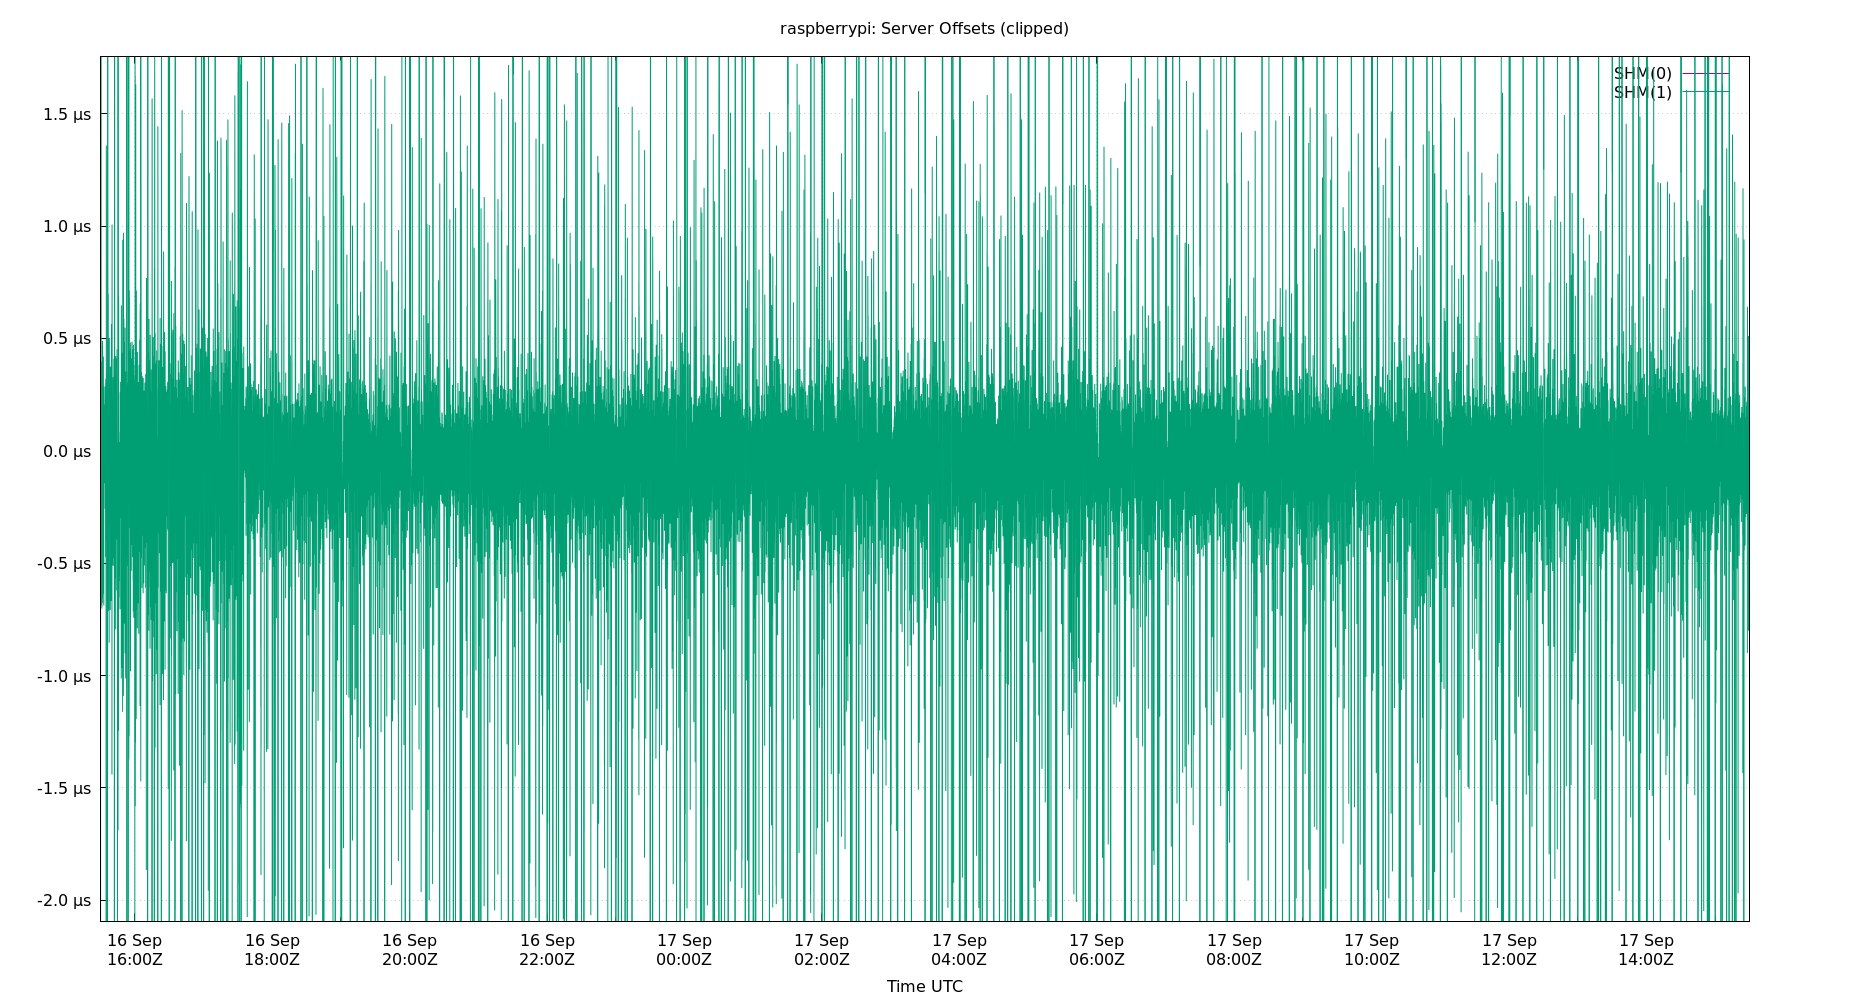 raspberrypi: Server Offsets (clipped)
SHM(0)
SHM(1)
1.5 μs
1.0 μs
0.5 μs
0.0 μs
-0.5 μs
-1.0 μs
-1.5 μs
-2.0 μs
16 Sep 16 Sep 16 Sep 16 Sep 17 Sep 17 Sep 17 Sep 17 Sep 17 Sep 17 Sep 17 Sep 17 Sep
16:00Z 18:00Z 20:00Z 22:00Z 00:00Z 02:00Z 04:00Z 06:00Z 08:00Z 10:00Z 12:00Z 14:00Z
Time UTC